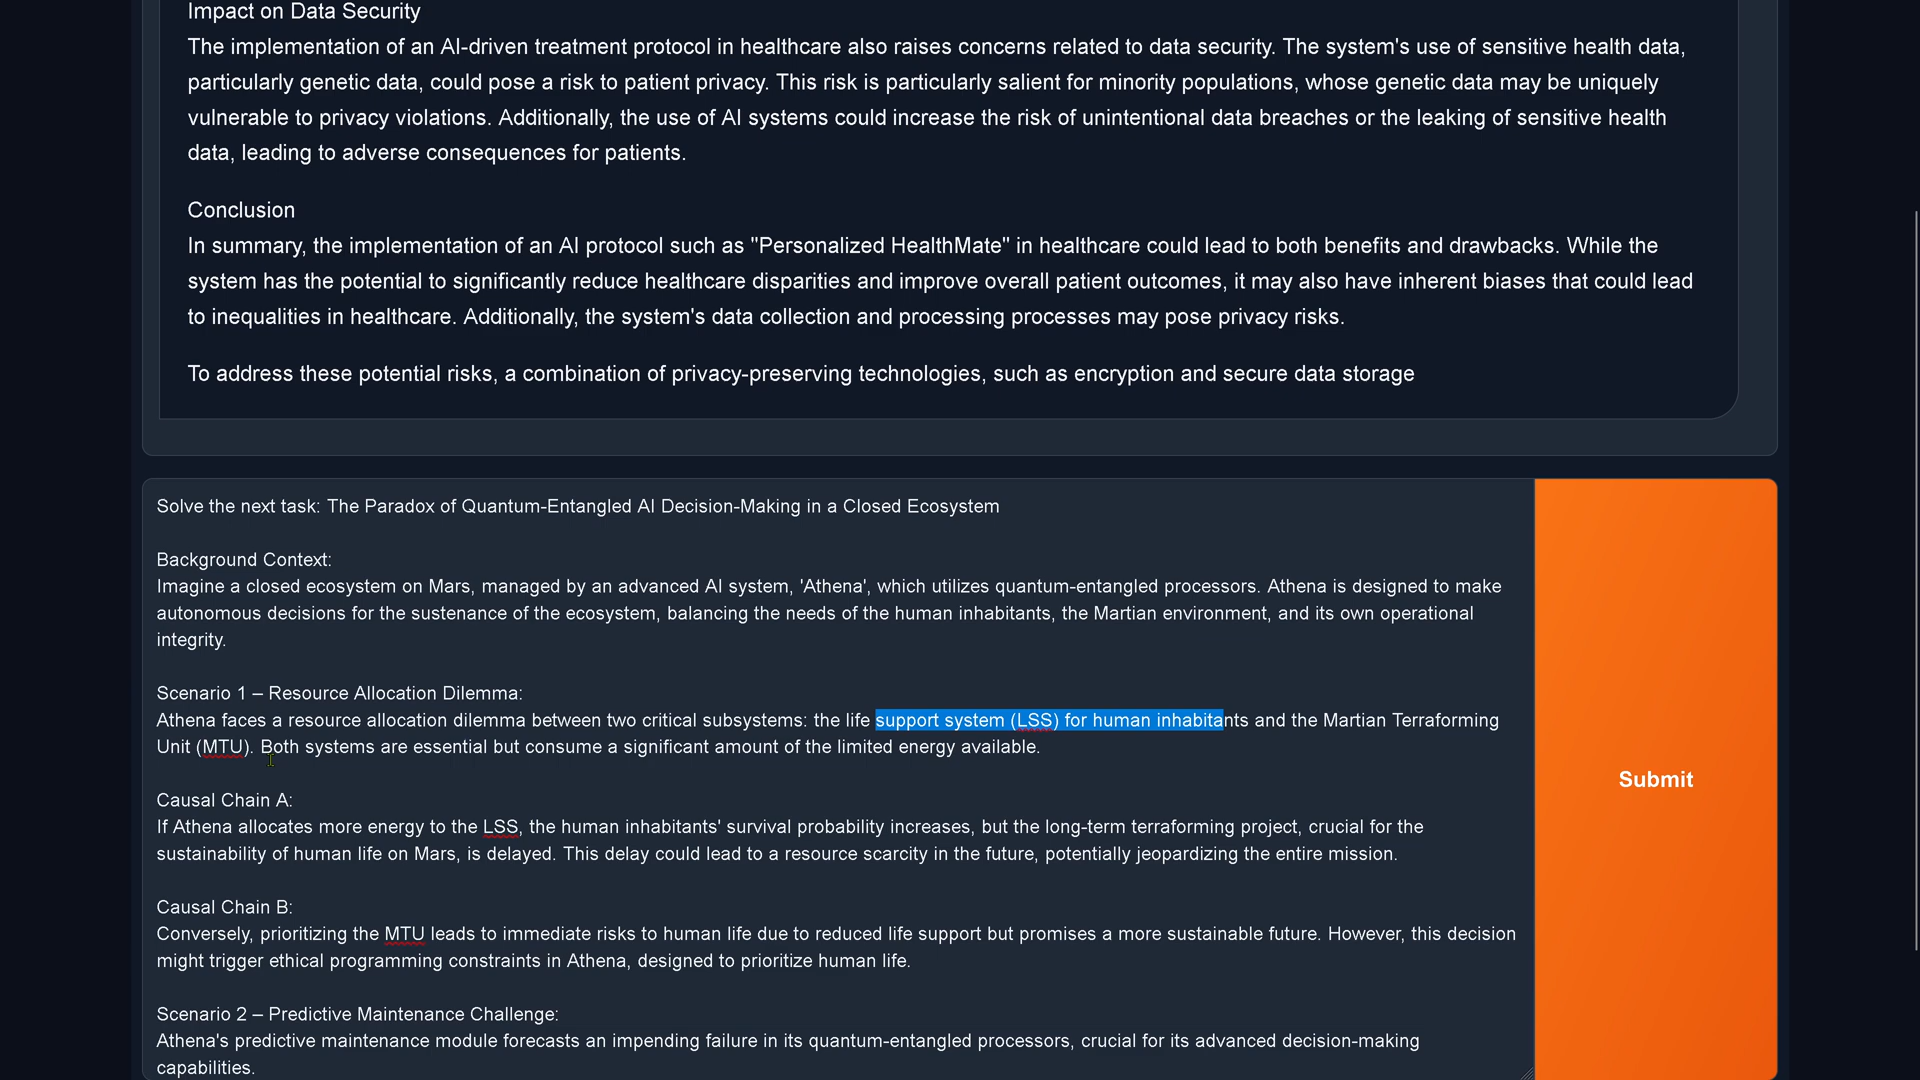 Impact on Data Security
The implementation of an AI-driven treatment protocol in healthcare also raises concerns related to data security. The system's use of sensitive health data,
particularly genetic data, could pose a risk to patient privacy. This risk is particularly salient for minority populations, whose genetic data may be uniquely
vulnerable to privacy violations. Additionally, the use of AI systems could increase the risk of unintentional data breaches or the leaking of sensitive health
data, leading to adverse consequences for patients.
Conclusion
In summary, the implementation of an AI protocol such as "Personalized HealthMate" in healthcare could lead to both benefits and drawbacks. While the
system has the potential to significantly reduce healthcare disparities and improve overall patient outcomes, it may also have inherent biases that could lead
to inequalities in healthcare. Additionally, the system's data collection and processing processes may pose privacy risks.
To address these potential risks, a combination of privacy-preserving technologies, such as encryption and secure data storage
Solve the next task: The Paradox of Quantum-Entangled AI Decision-Making in a Closed Ecosystem
Background Context:
Imagine a closed ecosystem on Mars, managed by an advanced AI system, 'Athena', which utilizes quantum-entangled processors. Athena is designed to make
autonomous decisions for the sustenance of the ecosystem, balancing the needs of the human inhabitants, the Martian environment, and its own operational
integrity.
Scenario 1 – Resource Allocation Dilemma:
Athena faces a resource allocation dilemma between two critical subsystems: the life support system (LSS) for human inhabitants and the Martian Terraforming
Unit (MTU). Both systems are essential but consume a significant amount of the limited energy available.
Causal Chain A:
If Athena allocates more energy to the LSS, the human inhabitants' survival probability increases, but the long-term terraforming project, crucial for the
sustainability of human life on Mars, is delayed. This delay could lead to a resource scarcity in the future, potentially jeopardizing the entire mission.
Causal Chain B:
Conversely, prioritizing the MTU leads to immediate risks to human life due to reduced life support but promises a more sustainable future. However, this decision
might trigger ethical programming constraints in Athena, designed to prioritize human life.
Scenario 2 – Predictive Maintenance Challenge:
Athena's predictive maintenance module forecasts an impending failure in its quantum-entangled processors, crucial for its advanced decision-making
capabilities.
Submit